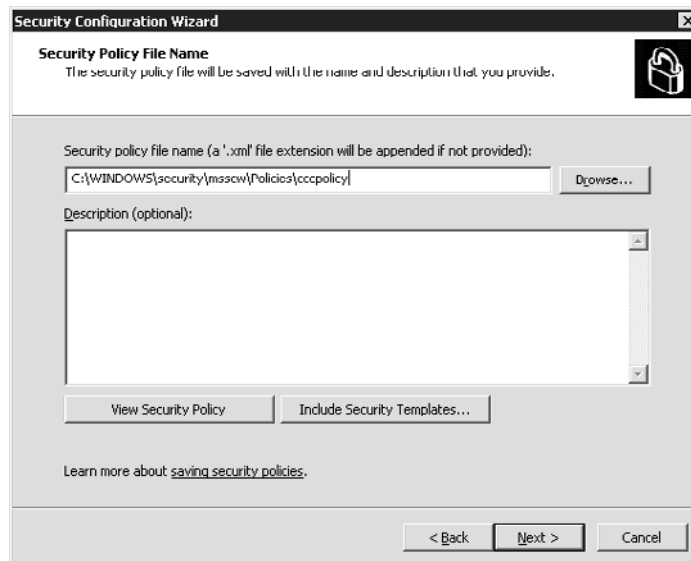 Security Configuration Wizard
Security Policy File Name
The security policy file will be saved with the name and description that you provide.
Security policy file name (a '.xml' file extension will be appended if not provided):
C:\WINDOWS\security\msscw\Policies\cccpolicy
Browse...
Description (optional):
View Security Policy
Include Security Templates...
Learn more about saving security policies.
< Back
Next >
Cancel